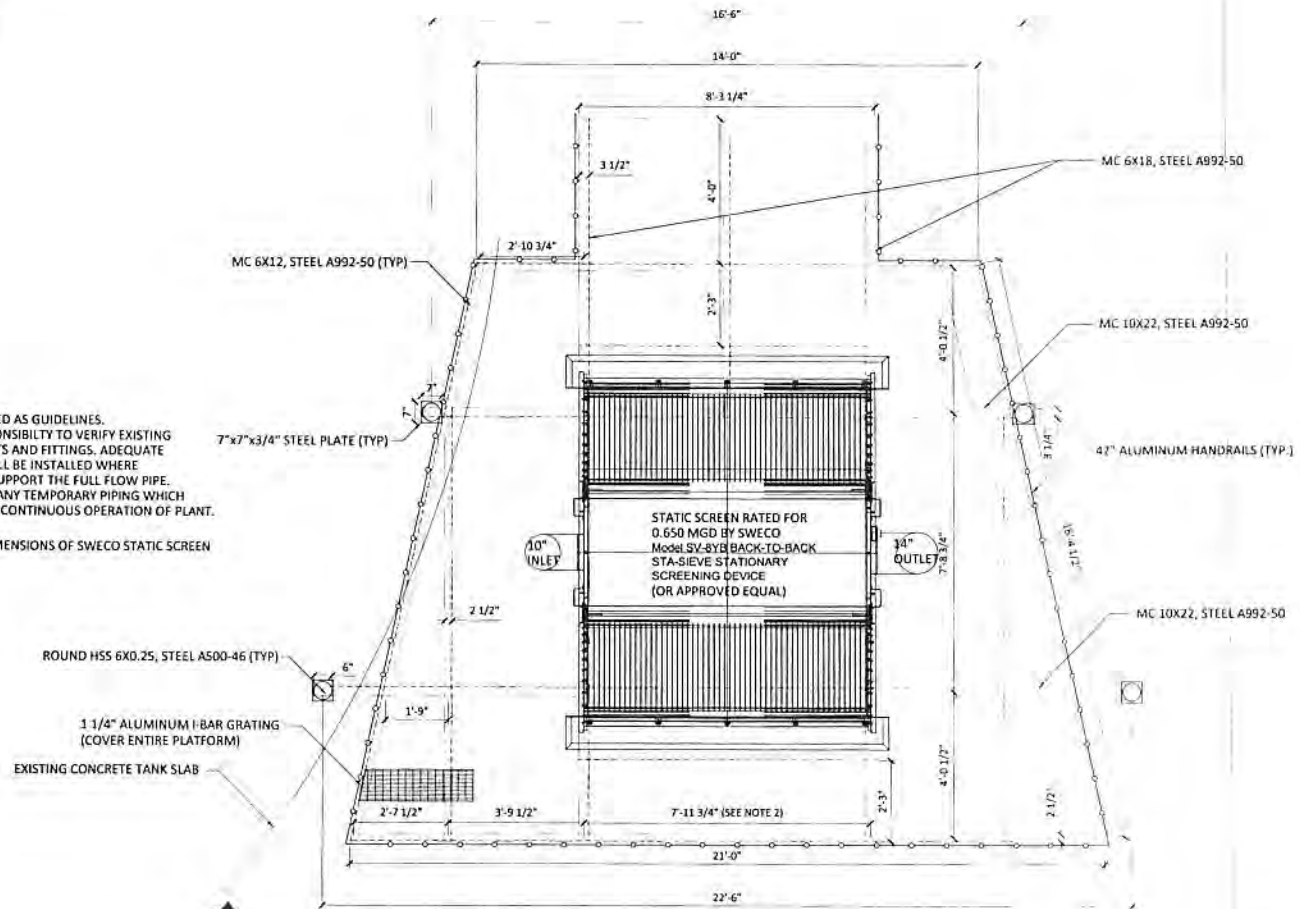 16'-6"
14'-0"
8'-3 1/4"
3 1/2"
4'-0"
MC 6X18, STEEL A992-50
2'-10 3/4"
MC 6X12, STEEL A992-50 (TYP)
2'-3"
4'-0 1/2"
MC 10X22, STEEL A992-50
ED AS GUIDELINES.
ONSIBILTY TO VERIFY EXISTING
TS AND FITTINGS. ADEQUATE
LL BE INSTALLED WHERE
UPPORT THE FULL FLOW PIPE.
ANY TEMPORARY PIPING WHICH
CONTINUOUS OPERATION OF PLANT.
MENSIONS OF SWECO STATIC SCREEN
7"
7"
7"x7"x3/4" STEEL PLATE (TYP)
3 1/4"
42" ALUMINUM HANDRAILS (TYP.)
STATIC SCREEN RATED FOR
0.650 MGD BY SWECO
Model SV-8YB BACK-TO-BACK
STA-SIEVE STATIONARY
SCREENING DEVICE
(OR APPROVED EQUAL)
10"
INLET
14"
OUTLET
7'-8 3/4"
16'-4 1/2"
2 1/2"
MC 10X22, STEEL A992-50
ROUND HSS 6X0.25, STEEL A500-46 (TYP)
6"
1'-9"
1 1/4" ALUMINUM I-BAR GRATING
(COVER ENTIRE PLATFORM)
EXISTING CONCRETE TANK SLAB
4'-0 1/2"
2'-3"
2 1/2"
2'-7 1/2"
3'-9 1/2"
7'-11 3/4" (SEE NOTE 2)
21'-0"
22'-6"